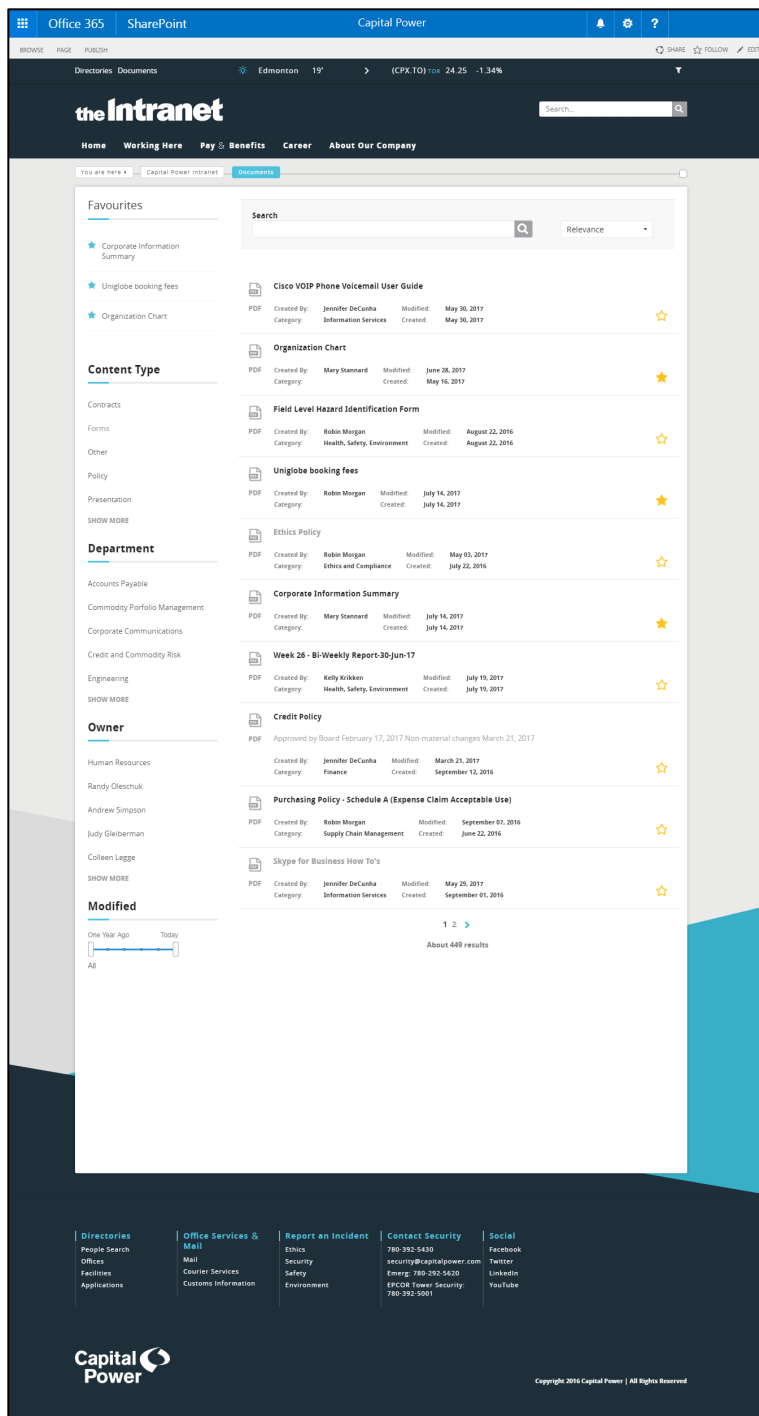 Office 365 SharePoint Capital Power ?
BROWSE PAGE PUBLISH SHARE FOLLOW EDIT
Directories Documents Edmonton 19° > (CPX.TO) TOR 24.25 -1.34%
the Intranet
Search...
Home Working Here Pay & Benefits Career About Our Company
You are here Capital Power Intranet Documents
Favourites
Corporate Information
Summary
Uniglobe booking fees
Organization Chart
Content Type
Contracts
Forms
Other
Policy
Presentation
SHOW MORE
Department
Accounts Payable
Commodity Porfolio Management
Corporate Communications
Credit and Commodity Risk
Engineering
SHOW MORE
Owner
Human Resources
Randy Oleschuk
Andrew Simpson
Judy Gleiberman
Colleen Legge
SHOW MORE
Modified
One Year Ago Today
All
Search
Relevance
Cisco VOIP Phone Voicemail User Guide
PDF Created By: Jennifer DeCunha Modified: May 30, 2017
Category: Information Services Created: May 30, 2017
Organization Chart
PDF Created By: Mary Stannard Modified: June 28, 2017
Category: Created: May 16, 2017
Field Level Hazard Identification Form
PDF Created By: Robin Morgan Modified: August 22, 2016
Category: Health, Safety, Environment Created: August 22, 2016
Uniglobe booking fees
PDF Created By: Robin Morgan Modified: July 14, 2017
Category: Created: July 14, 2017
Ethics Policy
PDF Created By: Robin Morgan Modified: May 03, 2017
Category: Ethics and Compliance Created: July 22, 2016
Corporate Information Summary
PDF Created By: Mary Stannard Modified: July 14, 2017
Category: Created: July 14, 2017
Week 26 - Bi-Weekly Report-30-Jun-17
PDF Created By: Kelly Krikken Modified: July 19, 2017
Category: Health, Safety, Environment Created: July 19, 2017
Credit Policy
PDF Approved by Board February 17, 2017 Non-material changes March 21, 2017
Created By: Jennifer DeCunha Modified: March 21, 2017
Category: Finance Created: September 12, 2016
Purchasing Policy - Schedule A (Expense Claim Acceptable Use)
PDF Created By: Robin Morgan Modified: September 07, 2016
Category: Supply Chain Management Created: June 22, 2016
Skype for Business How To's
PDF Created By: Jennifer DeCunha Modified: May 29, 2017
Category: Information Services Created: September 01, 2016
1 2 >
About 449 results
Directories
People Search
Offices
Facilities
Applications
Office Services &
Mail
Mail
Courier Services
Customs Information
Report an Incident
Ethics
Security
Safety
Environment
Contact Security
780-392-5430
security@capitalpower.com
Emerg: 780-292-5620
EPCOR Tower Security:
780-392-5001
Social
Facebook
Twitter
LinkedIn
YouTube
Capital
Power
Copyright 2016 Capital Power | All Rights Reserved